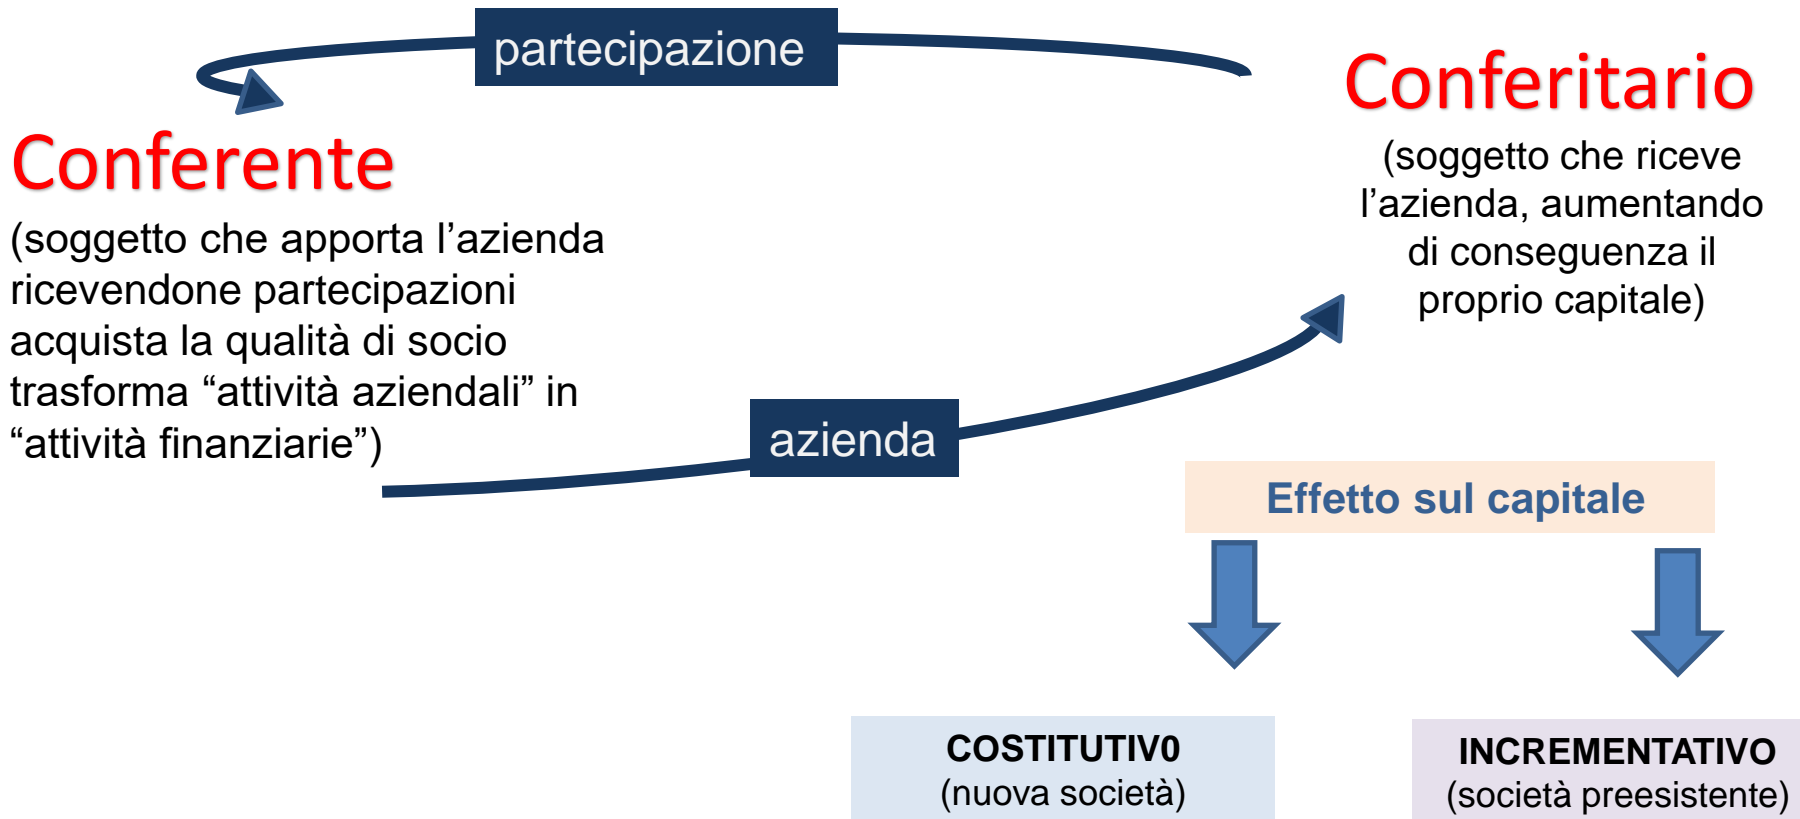 partecipazione
Conferitario
(soggetto che riceve
l’azienda, aumentando
di conseguenza il
proprio capitale)
Conferente
(soggetto che apporta l’azienda
ricevendone partecipazioni
acquista la qualità di socio
trasforma “attività aziendali” in
“attività finanziarie”)
azienda
Effetto sul capitale
COSTITUTIV0
(nuova società)
INCREMENTATIVO
(società preesistente)